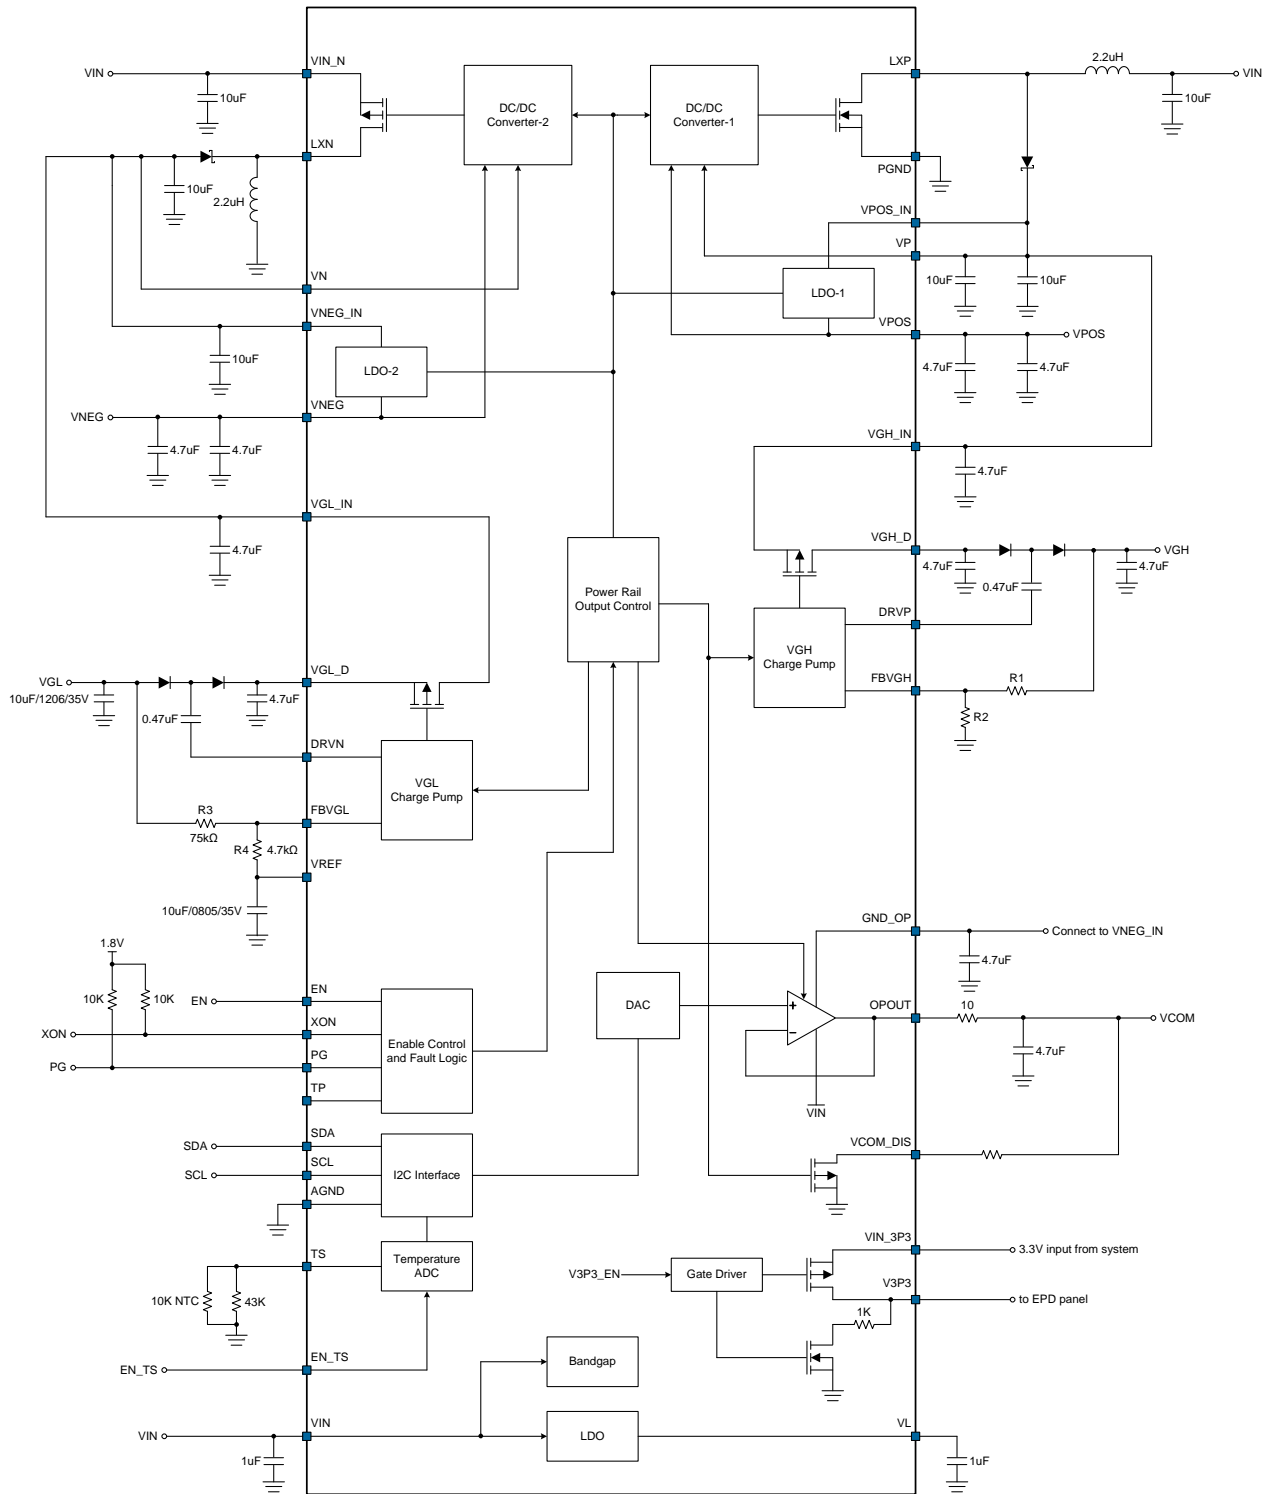 VIN_N
LXP
2.2uH
VIN
VIN
10uF
DC/DC
Converter-2
DC/DC
Converter-1
10uF
LXN
PGND
10uF
2.2uH
VPOS_IN
VP
VN
LDO-1
10uF
10uF
VNEG_IN
VPOS
VPOS
10uF
LDO-2
4.7uF
4.7uF
VNEG
VNEG
4.7uF
4.7uF
VGH_IN
4.7uF
VGL_IN
4.7uF
VGH_D
VGH
4.7uF
4.7uF
0.47uF
Power Rail
Output Control
DRVP
VGH
Charge Pump
VGL_D
VGL
FBVGH
R1
10uF/1206/35V
4.7uF
0.47uF
R2
DRVN
VGL
Charge Pump
R3
FBVGL
75kΩ
R4
4.7kΩ
VREF
10uF/0805/35V
GND_OP
Connect to VNEG_IN
1.8V
4.7uF
10K
10K
EN
EN
DAC
OPOUT
10
VCOM
XON
XON
Enable Control
and Fault Logic
PG
PG
4.7uF
TP
VIN
SDA
SDA
VCOM_DIS
SCL
SCL
I2C Interface
AGND
TS
Temperature
ADC
VIN_3P3
3.3V input from system
V3P3_EN
Gate Driver
V3P3
to EPD panel
10K NTC
43K
1K
EN_TS
EN_TS
Bandgap
VIN
VIN
LDO
VL
1uF
1uF
+
−